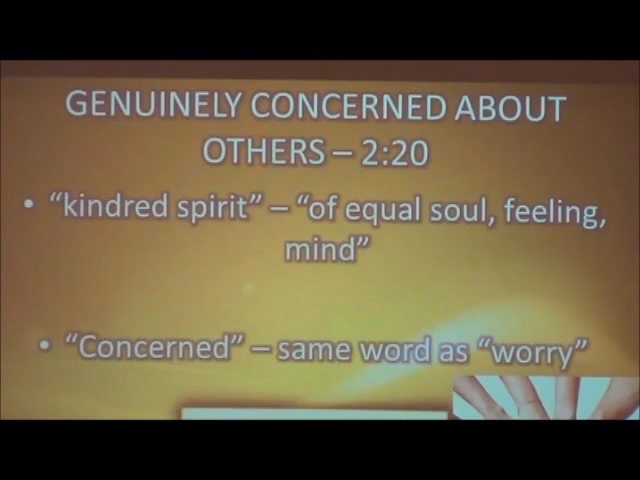 GENUINELY CONCERNED ABOUT
OTHERS – 2:20
• “kindred spirit” – “of equal soul, feeling,
mind”
• “Concerned” – same word as “worry”